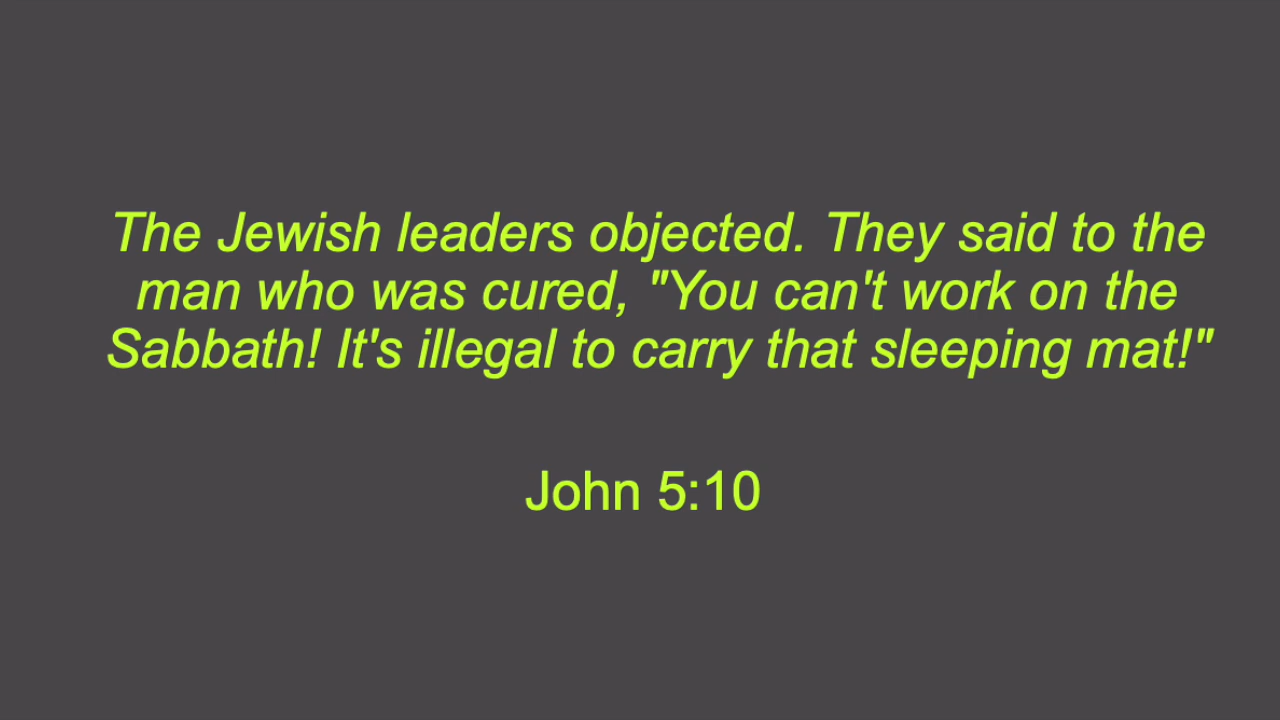 The Jewish leaders objected. They said to the
man who was cured, "You can't work on the
Sabbath! It's illegal to carry that sleeping mat!"
John 5:10